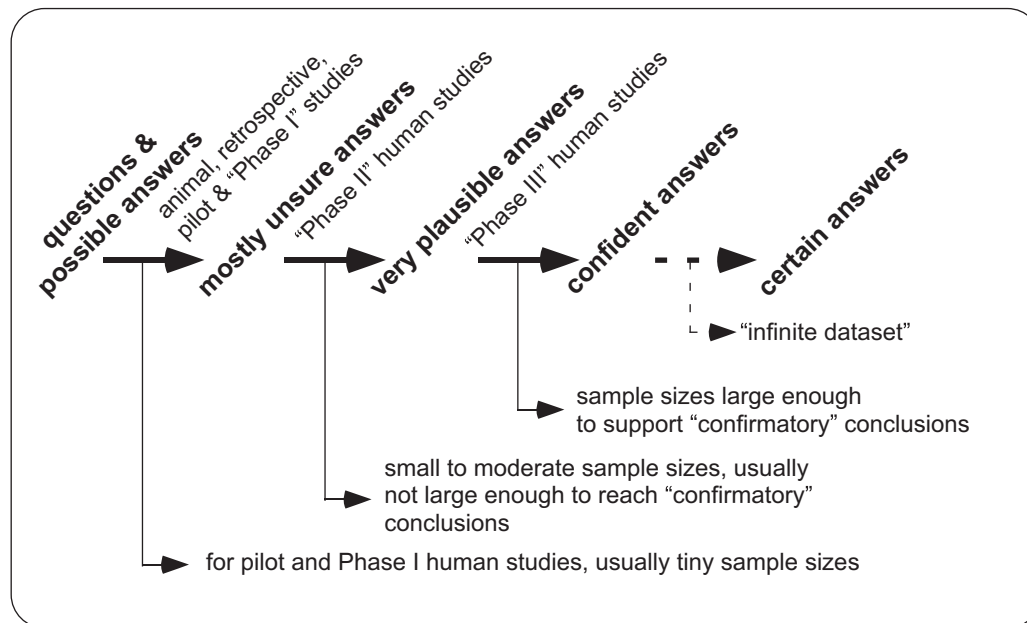 questions &
possible answers
animal, retrospective,
pilot & “Phase I” studies
mostly unsure answers
“Phase II” human studies
very plausible answers
“Phase III” human studies
confident answers
certain answers
“infinite dataset”
sample sizes large enough
to support “confirmatory” conclusions
small to moderate sample sizes, usually
not large enough to reach “confirmatory”
conclusions
for pilot and Phase I human studies, usually tiny sample sizes